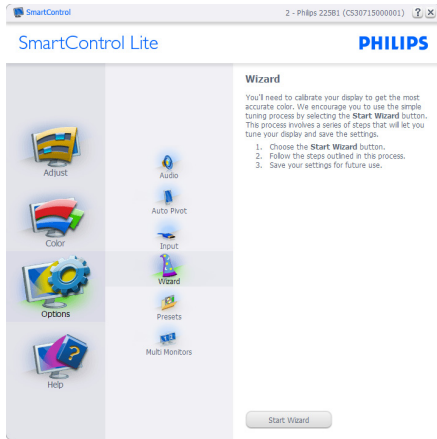 SmartControl
2 - Philips 225B1 (CS30715000001)
? X
SmartControl Lite
PHILIPS
Adjust
Color
Options
Help
Audio
Auto Pivot
Input
Wizard
Presets
Multi Monitors
Wizard
You'll need to calibrate your display to get the most
accurate color. We encourage you to use the simple
tuning process by selecting the Start Wizard button.
This process involves a series of steps that will let you
tune your display and save the settings.
1. Choose the Start Wizard button.
2. Follow the steps outlined in this process.
3. Save your settings for future use.
Start Wizard